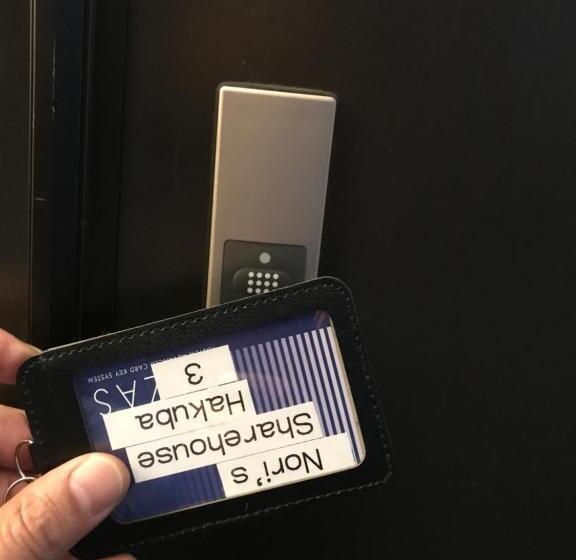 Nori's
Sharehouse
Hakuba
3
CARD KEY SYSTEM